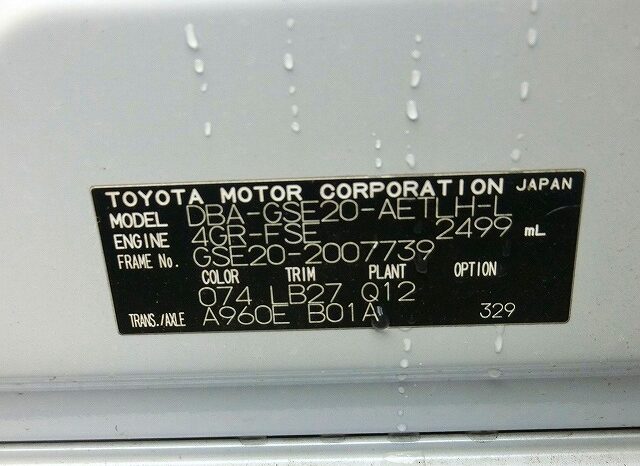 TOYOTA MOTOR CORPORATION JAPAN
MODEL DBA-GSE20-AETLH-L
ENGINE 4GR-FSE 2499 mL
FRAME No. GSE20-2007739
COLOR TRIM PLANT OPTION
074 LB27 Q12
TRANS./AXLE A960E B01A 329